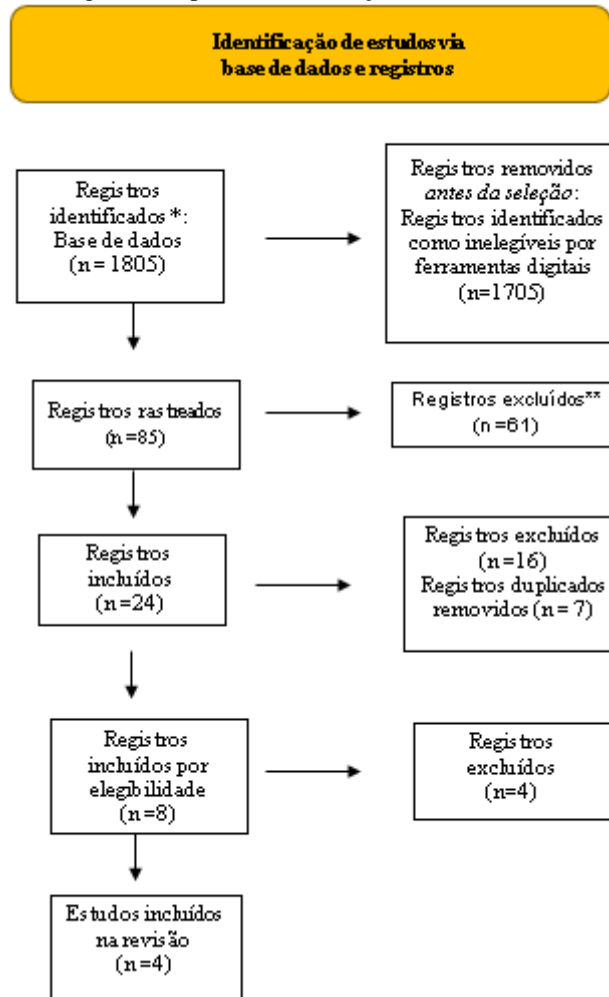 Identificação de estudos via
base de dados e registros
Registros
identificados *:
Base de dados
(n= 1805)
Registros removidos
antes da seleção:
Registros identificados
como inelegíveis por
ferramentas digitais
(n=1705)
Registros rastreados
(n=85)
Registros excluídos**
(n=61)
Registros
incluídos
(n=24)
Registros excluídos
(n=16)
Registros duplicados
removidos (n= 7)
Registros
incluídos por
elegibilidade
(n=8)
Registros
excluídos
(n=4)
Estudos incluídos
na revisão
(n=4)